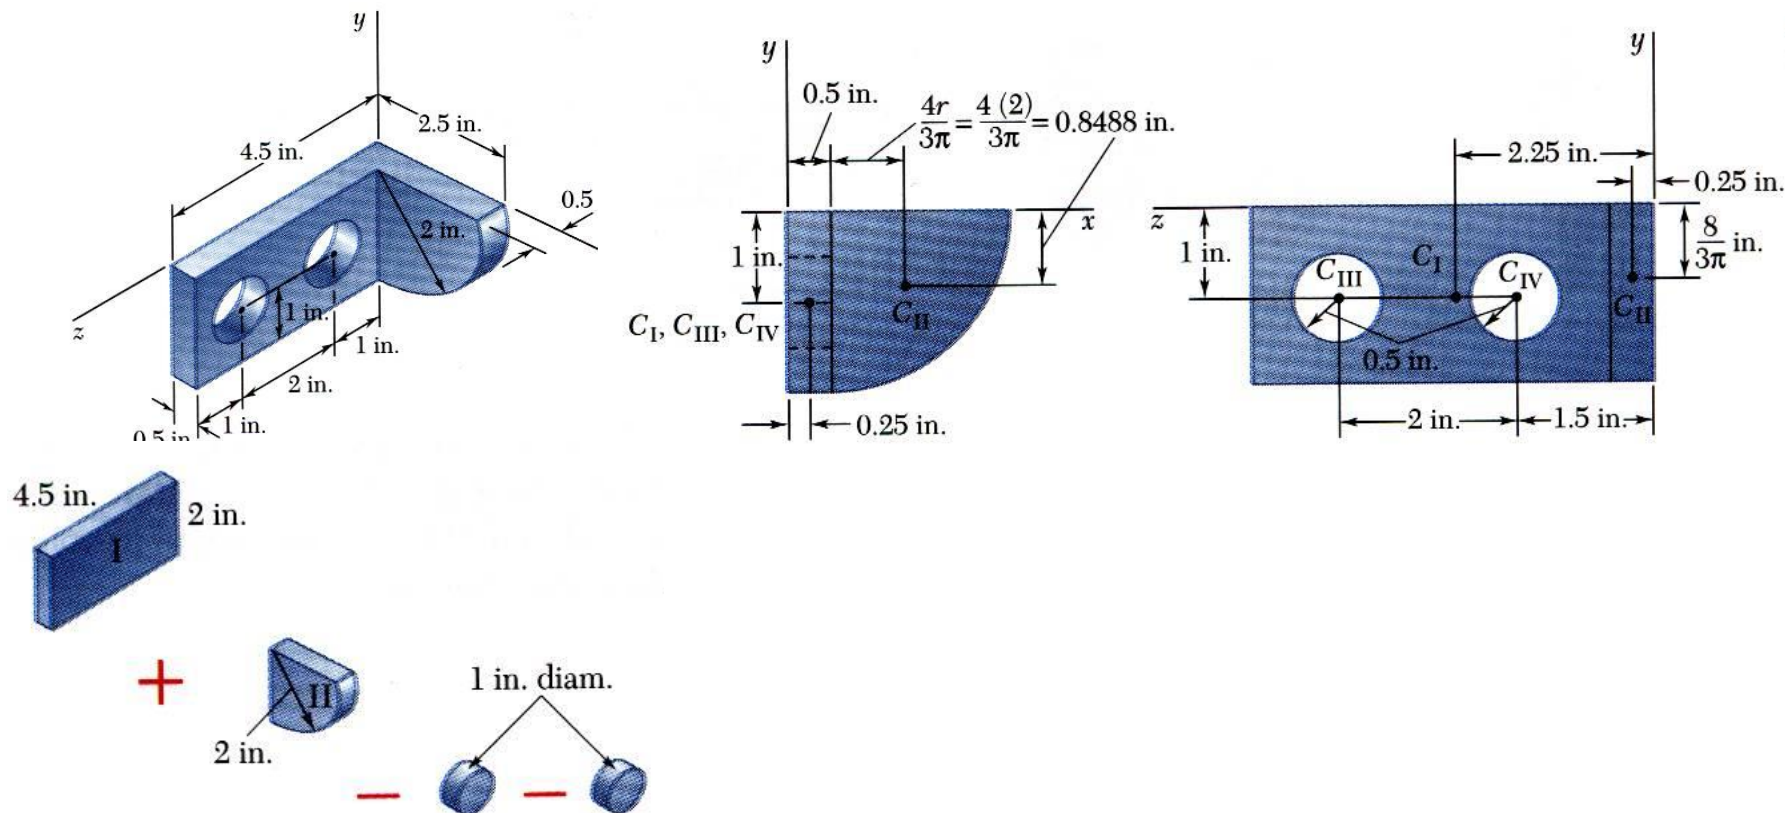 y
2.5 in.
4.5 in.
0.5
2 in.
1 in.
1 in.
z
2 in.
1 in.
0.5 in
y
0.5 in.
4r/3π = 4 (2)/3π = 0.8488 in.
x
1 in.
C_II
C_I, C_III, C_IV
0.25 in.
y
2.25 in.
0.25 in.
z
1 in.
8/3π in.
C_I
C_III
C_IV
C_II
0.5 in.
2 in.
1.5 in.
4.5 in.
2 in.
I
+
II
1 in. diam.
2 in.
− −